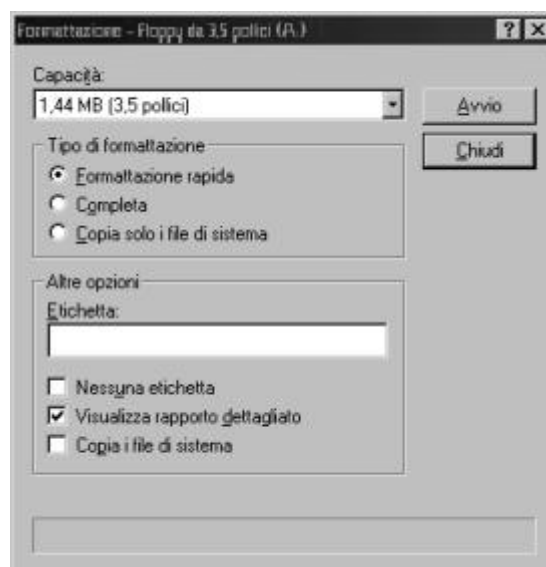 Formattazione - Floppy da 3,5 pollici (A:)
Capacità:
1,44 MB (3,5 pollici)
Avvio
Tipo di formattazione
Chiudi
Formattazione rapida
Completa
Copia solo i file di sistema
Altre opzioni
Etichetta:
Nessuna etichetta
Visualizza rapporto dettagliato
Copia i file di sistema